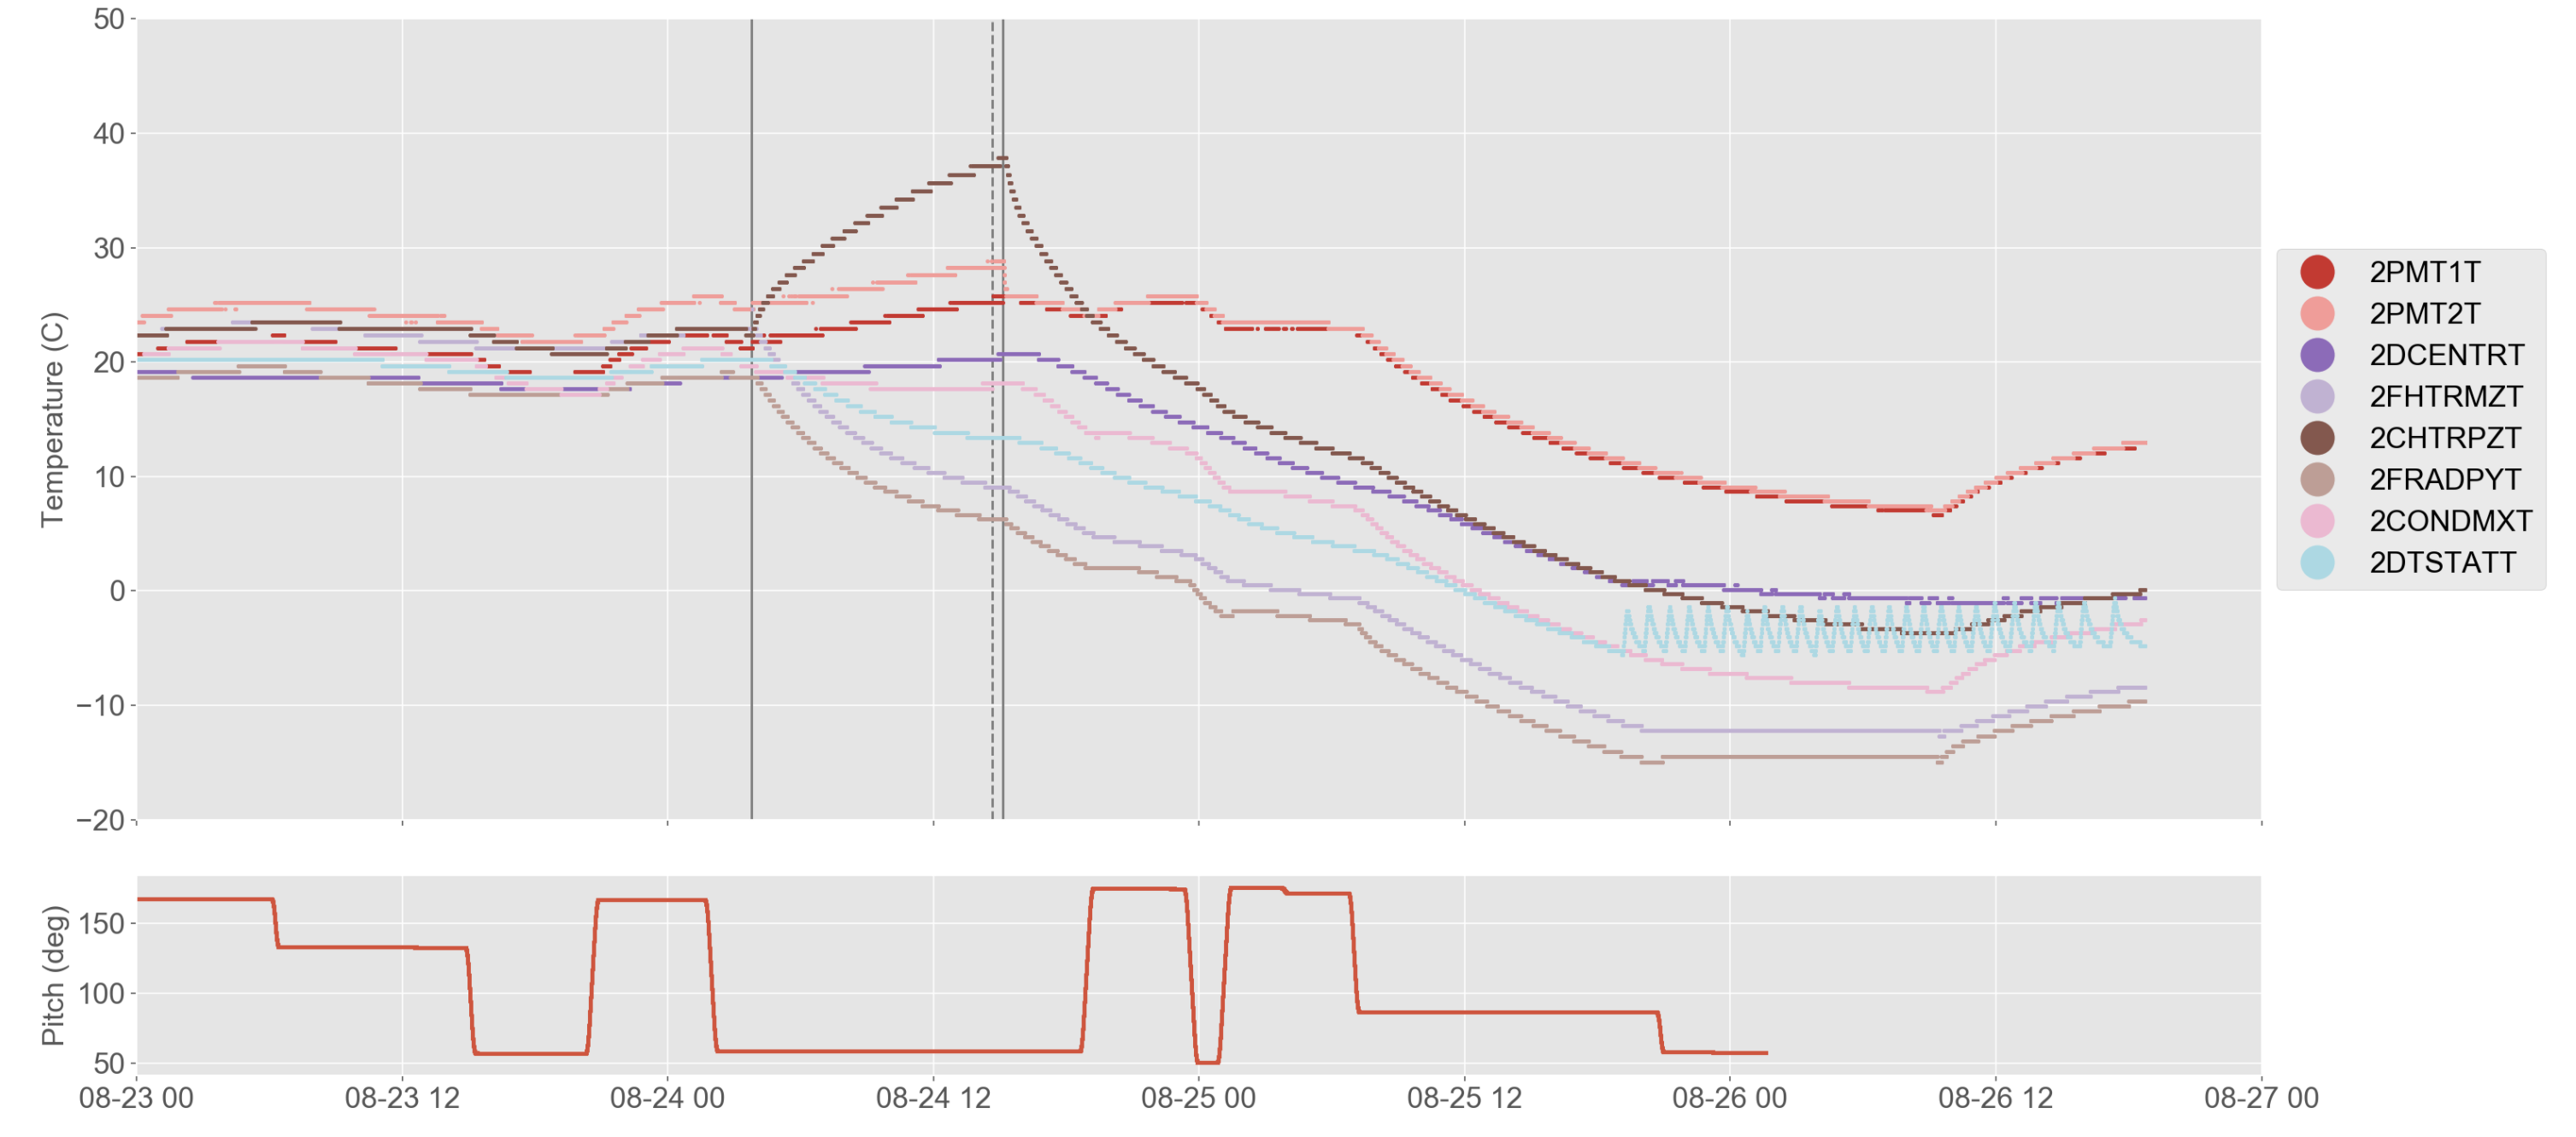 50
40
30
20
10
0
−10
−20
Temperature (C)
2PMT1T
2PMT2T
2DCENTRT
2FHTRMZT
2CHTRPZT
2FRADPYT
2CONDMXT
2DTSTATT
150
100
50
Pitch (deg)
08-23 00
08-23 12
08-24 00
08-24 12
08-25 00
08-25 12
08-26 00
08-26 12
08-27 00